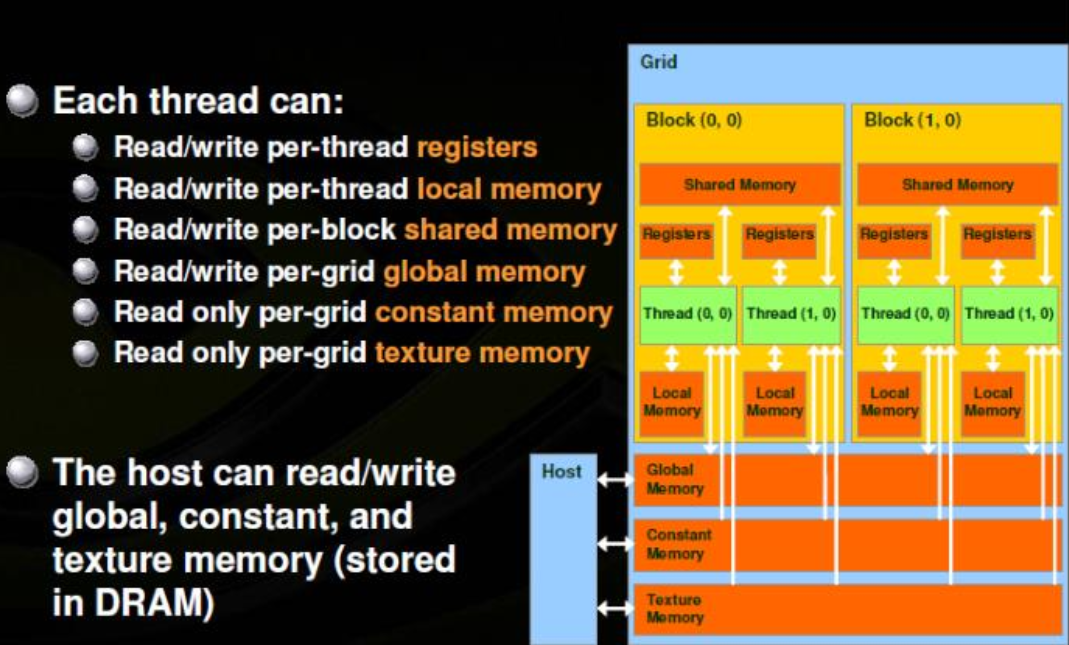 Each thread can:
Read/write per-thread registers
Read/write per-thread local memory
Read/write per-block shared memory
Read/write per-grid global memory
Read only per-grid constant memory
Read only per-grid texture memory
The host can read/write
global, constant, and
texture memory (stored
in DRAM)
Grid
Block (0, 0)
Block (1, 0)
Shared Memory
Shared Memory
Registers
Registers
Registers
Registers
Thread (0, 0)
Thread (1, 0)
Thread (0, 0)
Thread (1, 0)
Local
Memory
Local
Memory
Local
Memory
Local
Memory
Host
Global
Memory
Constant
Memory
Texture
Memory